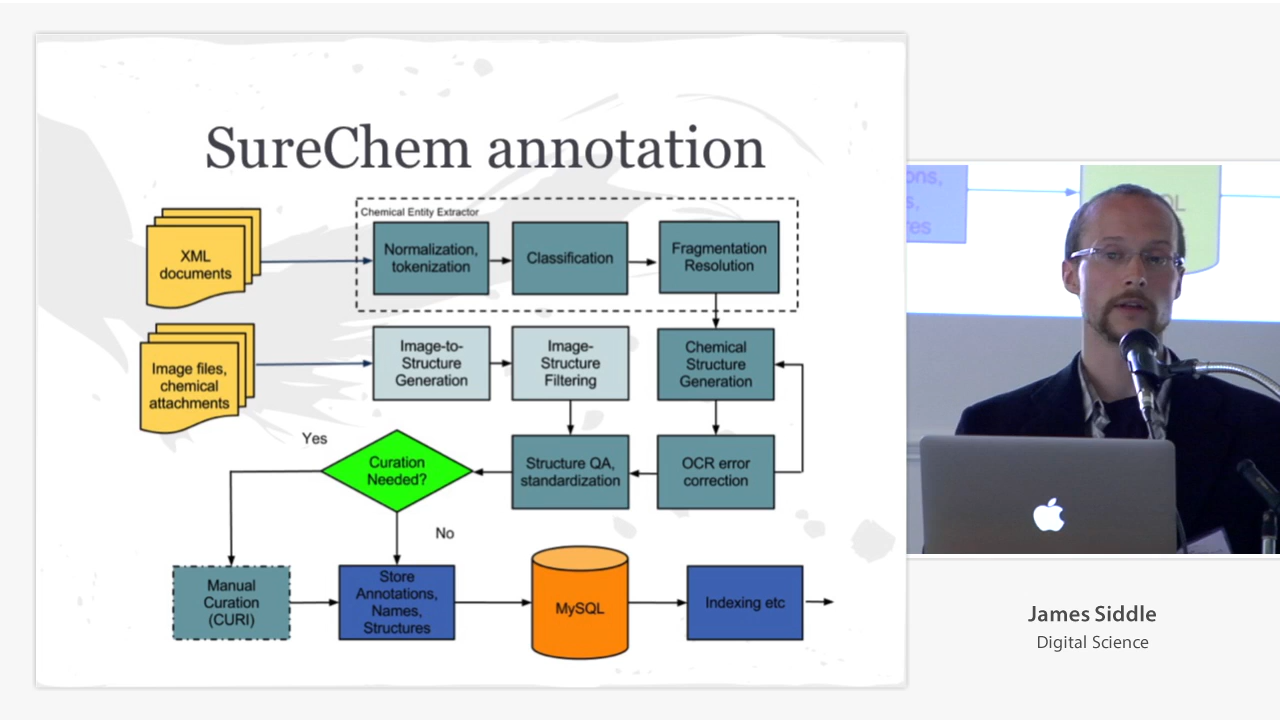 SureChem annotation
Chemical Entity Extractor
XML
documents
Normalization,
tokenization
Classification
Fragmentation
Resolution
Image files,
chemical
attachments
Image-to-
Structure
Generation
Image-
Structure
Filtering
Chemical
Structure
Generation
Yes
Curation
Needed?
Structure QA,
standardization
OCR error
correction
No
Manual
Curation
(CURI)
Store
Annotations,
Names,
Structures
MySQL
Indexing etc
James Siddle
Digital Science